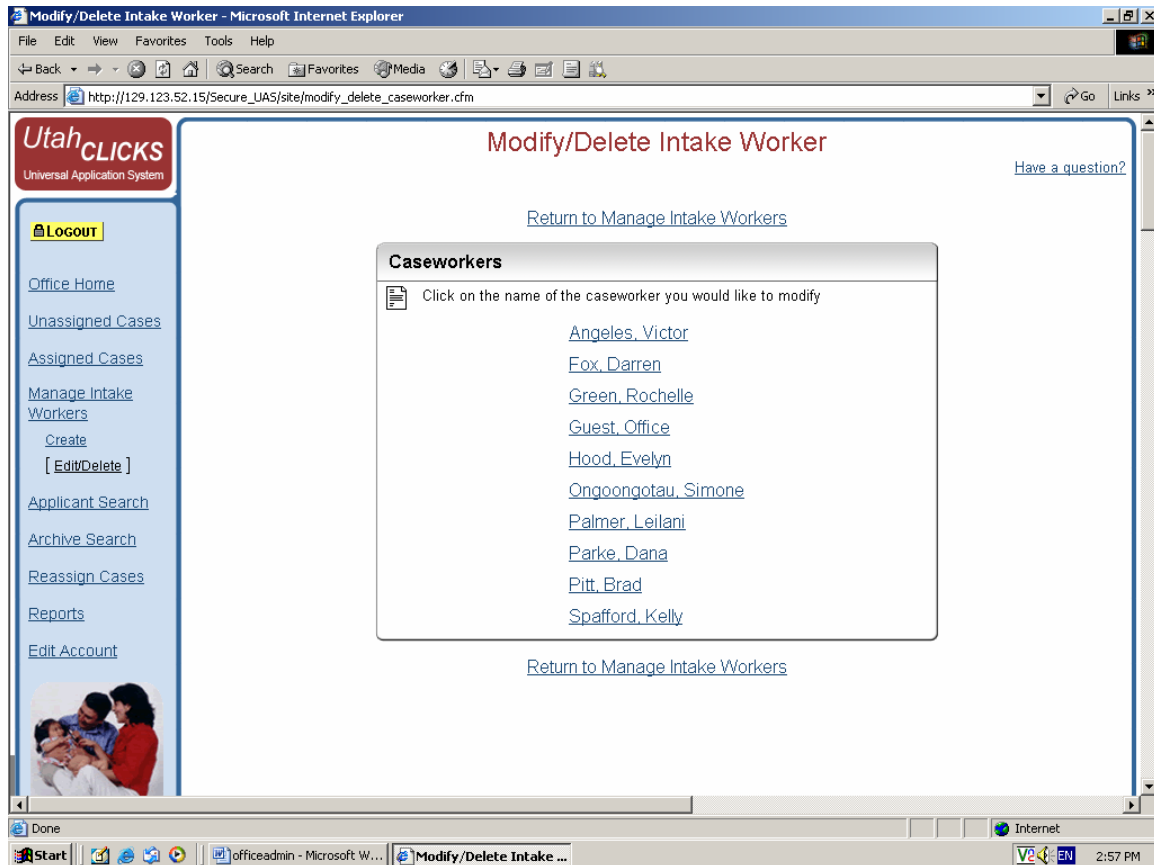 Modify/Delete Intake Worker - Microsoft Internet Explorer
File Edit View Favorites Tools Help
Back Search Favorites Media
Address http://129.123.52.15/Secure_UAS/site/modify_delete_caseworker.cfm Go Links »
Utah CLICKS
Universal Application System
Modify/Delete Intake Worker
Have a question?
LOGOUT
Office Home
Unassigned Cases
Assigned Cases
Manage Intake
Workers
Create
[ Edit/Delete ]
Applicant Search
Archive Search
Reassign Cases
Reports
Edit Account
Return to Manage Intake Workers
Caseworkers
Click on the name of the caseworker you would like to modify
Angeles, Victor
Fox, Darren
Green, Rochelle
Guest, Office
Hood, Evelyn
Ongoongotau, Simone
Palmer, Leilani
Parke, Dana
Pitt, Brad
Spafford, Kelly
Return to Manage Intake Workers
Done Internet
Start officeadmin - Microsoft W... Modify/Delete Intake ... V2 EN 2:57 PM